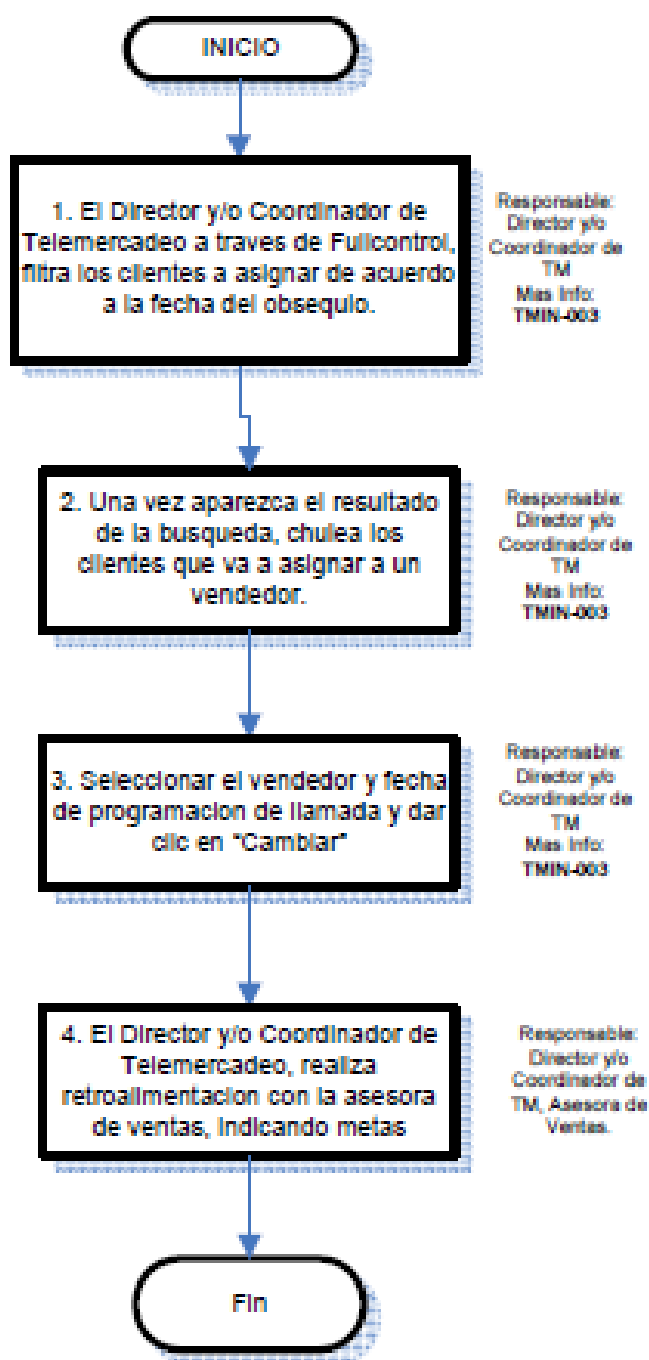 INICIO
1. El Director y/o Coordinador de
Telemercadeo a traves de Fullcontrol,
filtra los clientes a asignar de acuerdo
a la fecha del obsequio.
Responsable:
Director y/o
Coordinador de
TM
Mas Info:
TMIN-003
2. Una vez aparezca el resultado
de la busqueda, chulea los
clientes que va a asignar a un
vendedor.
Responsable:
Director y/o
Coordinador de
TM
Mas Info:
TMIN-003
3. Seleccionar el vendedor y fecha
de programacion de llamada y dar
clic en "Cambiar"
Responsable:
Director y/o
Coordinador de
TM
Mas Info:
TMIN-003
4. El Director y/o Coordinador de
Telemercadeo, realiza
retroalimentacion con la asesora
de ventas, indicando metas
Responsable:
Director y/o
Coordinador de
TM, Asesora de
Ventas.
Fin